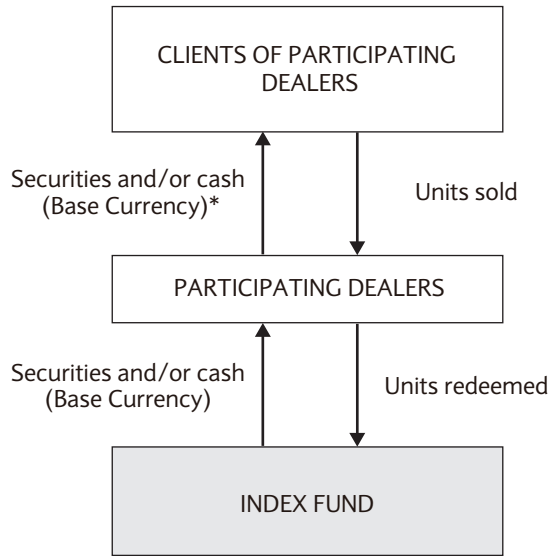 CLIENTS OF PARTICIPATING
DEALERS
Securities and/or cash
(Base Currency)*
Units sold
PARTICIPATING DEALERS
Securities and/or cash
(Base Currency)
Units redeemed
INDEX FUND